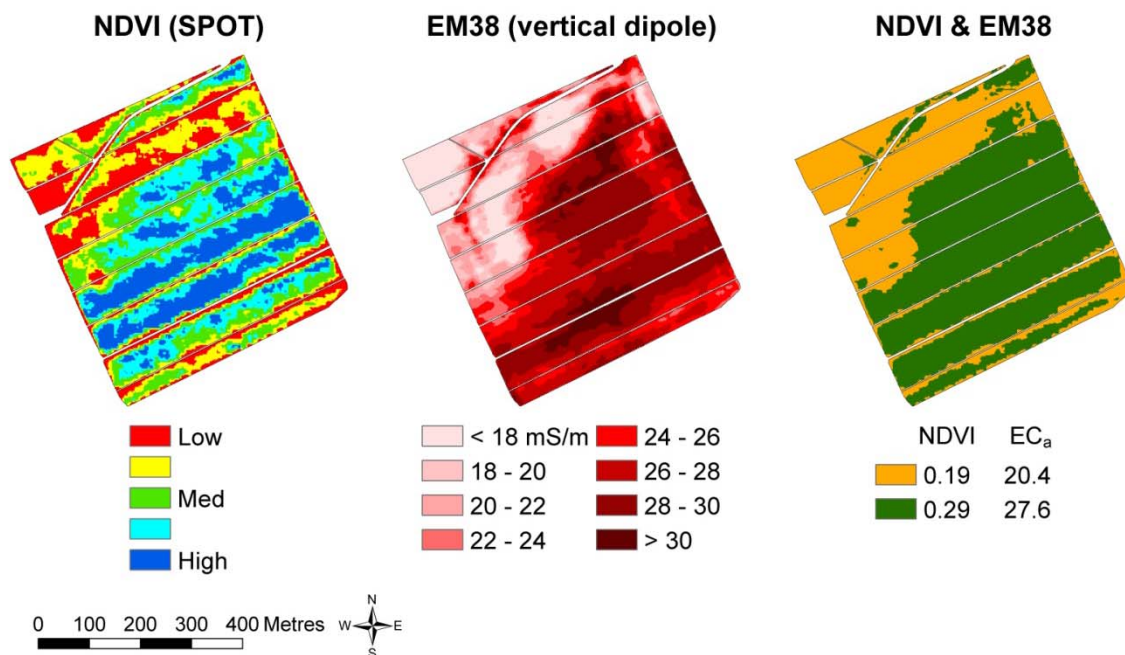 NDVI (SPOT)
EM38 (vertical dipole)
NDVI & EM38
Low
Med
High
< 18 mS/m
18 - 20
20 - 22
22 - 24
24 - 26
26 - 28
28 - 30
> 30
NDVI ECa
0.19 20.4
0.29 27.6
0 100 200 300 400 Metres
N
W E
S